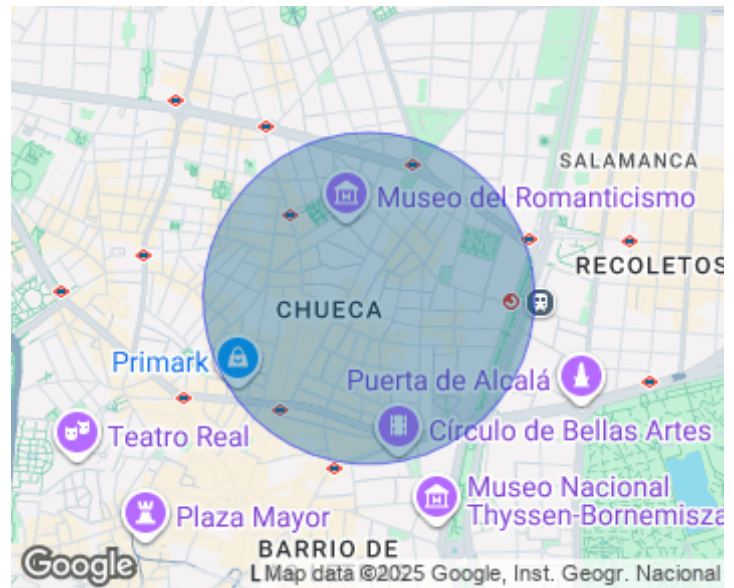 SALAMANCA
Museo del Romanticismo
RECOLETOS
CHUECA
Primark
Puerta de Alcalá
Teatro Real
Círculo de Bellas Artes
Museo Nacional
Thyssen-Bornemisza
Plaza Mayor
BARRIO DE
Google
Map data ©2025 Google, Inst. Geogr. Nacional